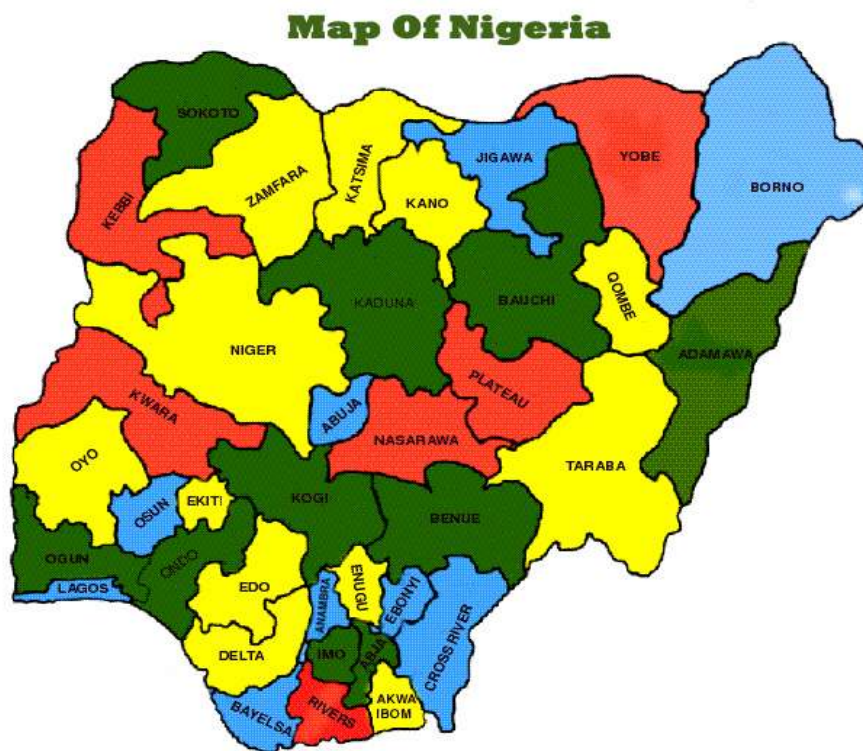 Map Of Nigeria
SOKOTO
KEBBI
ZAMFARA
KATSIMA
KANO
JIGAWA
YOBE
BORNO
KADUNA
BAUCHI
QOMBE
ADAMAWA
NIGER
ABUJA
PLATEAU
KWARA
NASARAWA
TARABA
OYO
OSUN
EKITI
KOGI
BENUE
OGUN
LAGOS
ONDO
EDO
DELTA
ANAMBRA
ENUGU
EBONYI
CROSS RIVER
IMO
ABJA
BAYELSA
RIVERS
AKWA
IBOM